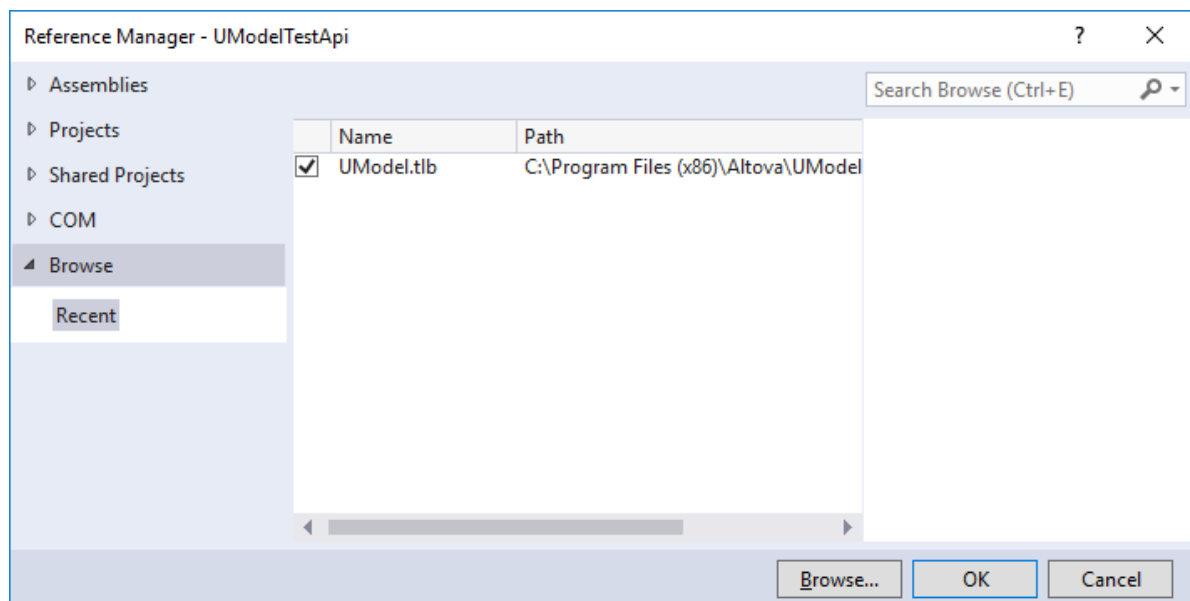 Reference Manager - UModelTestApi
?
Assemblies
Search Browse (Ctrl+E)
Projects
Name Path
UModel.tlb C:\Program Files (x86)\Altova\UModel
Shared Projects
COM
Browse
Recent
Browse... OK Cancel